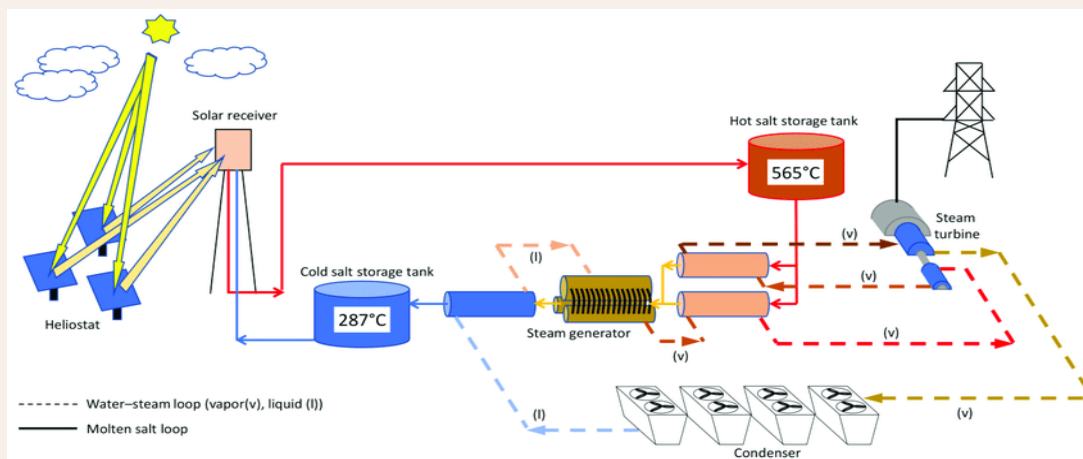 Solar receiver
Hot salt storage tank
565°C
Steam
turbine
(v)
(l)
(v)
Cold salt storage tank
287°C
Heliostat
Steam generator
(v)
(v)
Water–steam loop (vapor(v), liquid (l))
Molten salt loop
(l)
(v)
Condenser